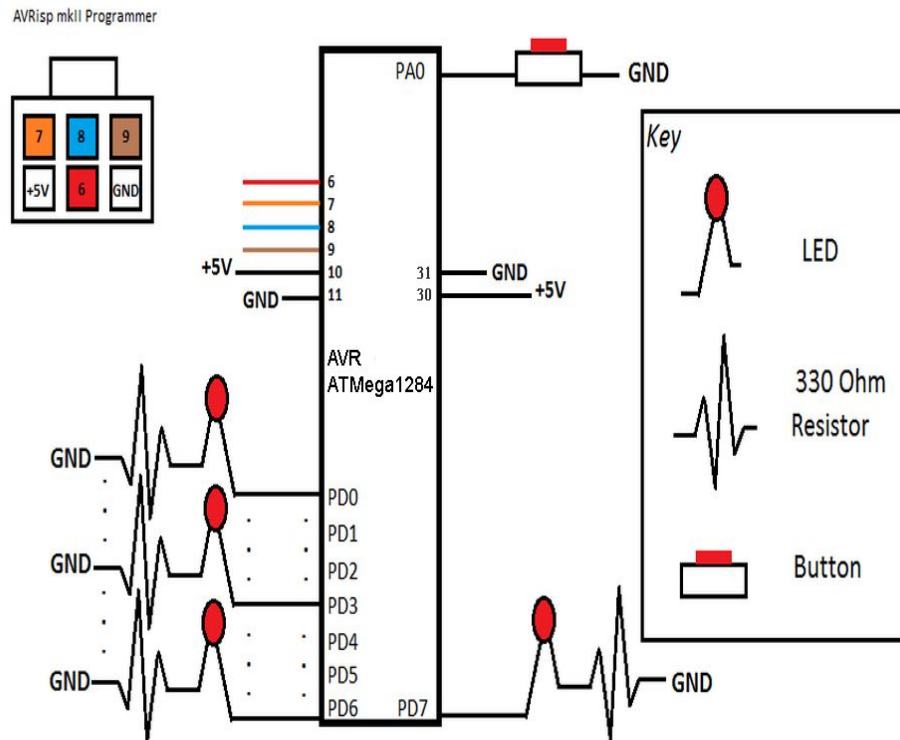 AVRisp mkII Programmer
7 8 9
+5V 6 GND
PA0
GND
6
7
8
9
+5V 10
GND 11
31 GND
30 +5V
AVR
ATMega1284
GND
PD0
PD1
PD2
GND
PD3
PD4
PD5
GND
PD6
PD7
GND
Key
LED
330 Ohm
Resistor
Button